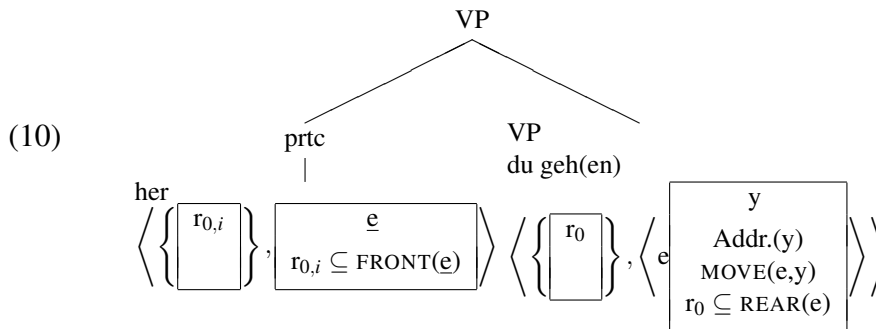 VP
(10)
prtc VP
| du geh(en)
her
⟨ { r₀,ᵢ } , e̲ r₀,ᵢ ⊆ FRONT(e̲) ⟩ ⟨ { r₀ } , ⟨ e y
Addr.(y)
MOVE(e,y)
r₀ ⊆ REAR(e) ⟩ ⟩